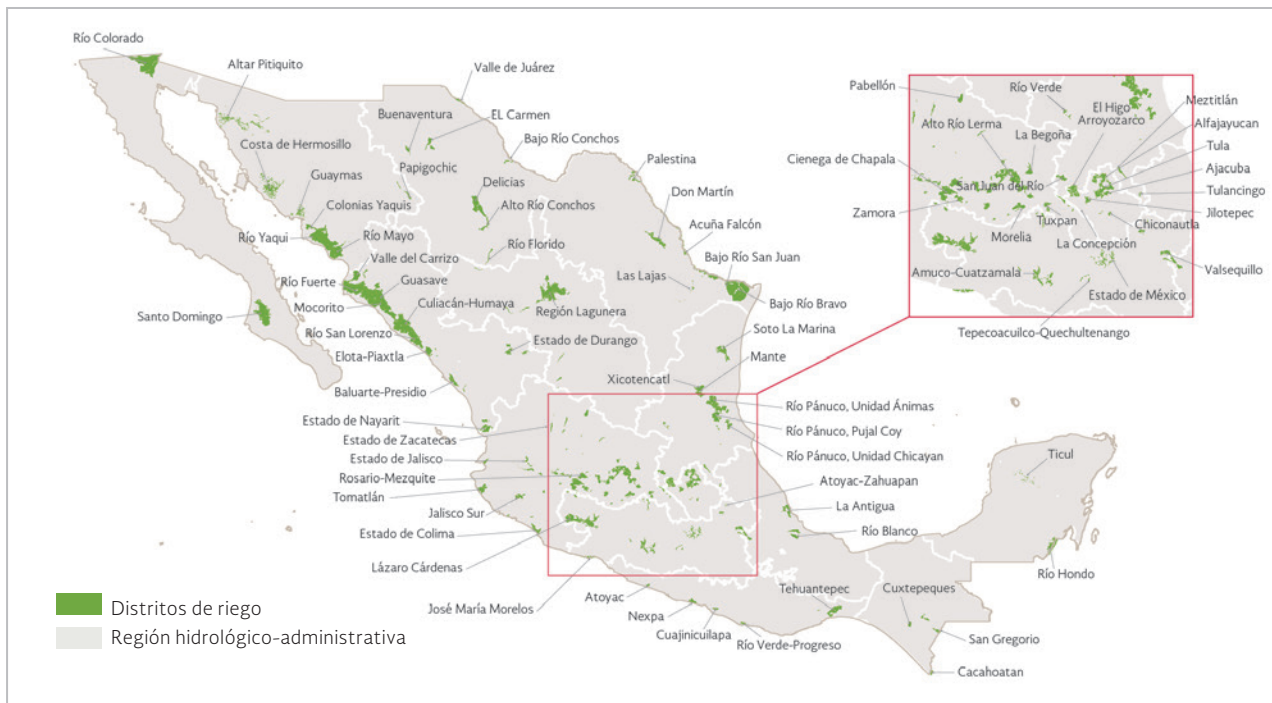 Río Colorado
Altar Pitiquito
Valle de Juárez
Buenaventura
EL Carmen
Costa de Hermosillo
Papigochic
Bajo Río Conchos
Guaymas
Delicias
Palestina
Colonias Yaquis
Alto Río Conchos
Don Martín
Río Yaqui
Río Mayo
Río Florido
Acuña Falcón
Valle del Carrizo
Bajo Río San Juan
Río Fuerte
Guasave
Las Lajas
Mocorito
Culiacán-Humaya
Región Lagunera
Bajo Río Bravo
Santo Domingo
Río San Lorenzo
Estado de Durango
Soto La Marina
Elota-Piaxtla
Mante
Xicotencatl
Baluarte-Presidio
Río Pánuco, Unidad Ánimas
Estado de Nayarit
Río Pánuco, Pujal Coy
Estado de Zacatecas
Río Pánuco, Unidad Chicayan
Estado de Jalisco
Ticul
Rosario-Mezquite
Atoyac-Zahuapan
Tomatlán
La Antigua
Jalisco Sur
Río Blanco
Estado de Colima
Lázaro Cárdenas
Río Hondo
Tehuantepec
Cuxtepeques
Atoyac
José María Morelos
Nexpa
Cuajinicuilapa
Río Verde-Progreso
San Gregorio
Cacahoatan
Pabellón
Río Verde
Meztitlán
El Higo
Arroyozarco
Alto Río Lerma
La Begoña
Alfajayucan
Tula
Cienega de Chapala
Ajacuba
San Juan del Río
Tulancingo
Zamora
Jilotepec
Tuxpan
Chiconautla
Morelia
La Concepción
Valsequillo
Amuco-Cuatzamala
Estado de México
Tepecoacuilco-Quechultenango
Distritos de riego
Región hidrológico-administrativa